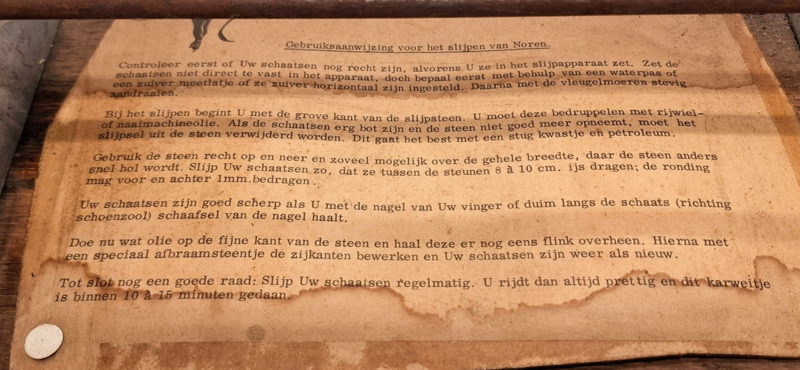 Gebruiksaanwijzing voor het slijpen van Noren.
Controleer eerst of Uw schaatsen nog recht zijn, alvorens U ze in het slijpapparaat zet. Zet de
schaatsen niet direct te vast in het apparaat, doch bepaal eerst met behulp van een waterpas of
een zuiver meetlatje of ze zuiver horizontaal zijn ingesteld. Daarna met de vleugelmoeren stevig
aandraaien.
Bij het slijpen begint U met de grove kant van de slijpsteen. U moet deze bedruppelen met rijwiel-
of naaimachineolie. Als de schaatsen erg bot zijn en de steen niet goed meer opneemt, moet het
slijpsel uit de steen verwijderd worden. Dit gaat het best met een stug kwastje en petroleum.
Gebruik de steen recht op en neer en zoveel mogelijk over de gehele breedte, daar de steen anders
snel hol wordt. Slijp Uw schaatsen zo, dat ze tussen de steunen 8 à 10 cm. ijs dragen; de ronding
mag voor en achter 1mm.bedragen.
Uw schaatsen zijn goed scherp als U met de nagel van Uw vinger of duim langs de schaats (richting
schoenzool) schaafsel van de nagel haalt.
Doe nu wat olie op de fijne kant van de steen en haal deze er nog eens flink overheen. Hierna met
een speciaal afbraamsteentje de zijkanten bewerken en Uw schaatsen zijn weer als nieuw.
Tot slot nog een goede raad: Slijp Uw schaatsen regelmatig. U rijdt dan altijd prettig en dit karweitje
is binnen 10 à 15 minuten gedaan.